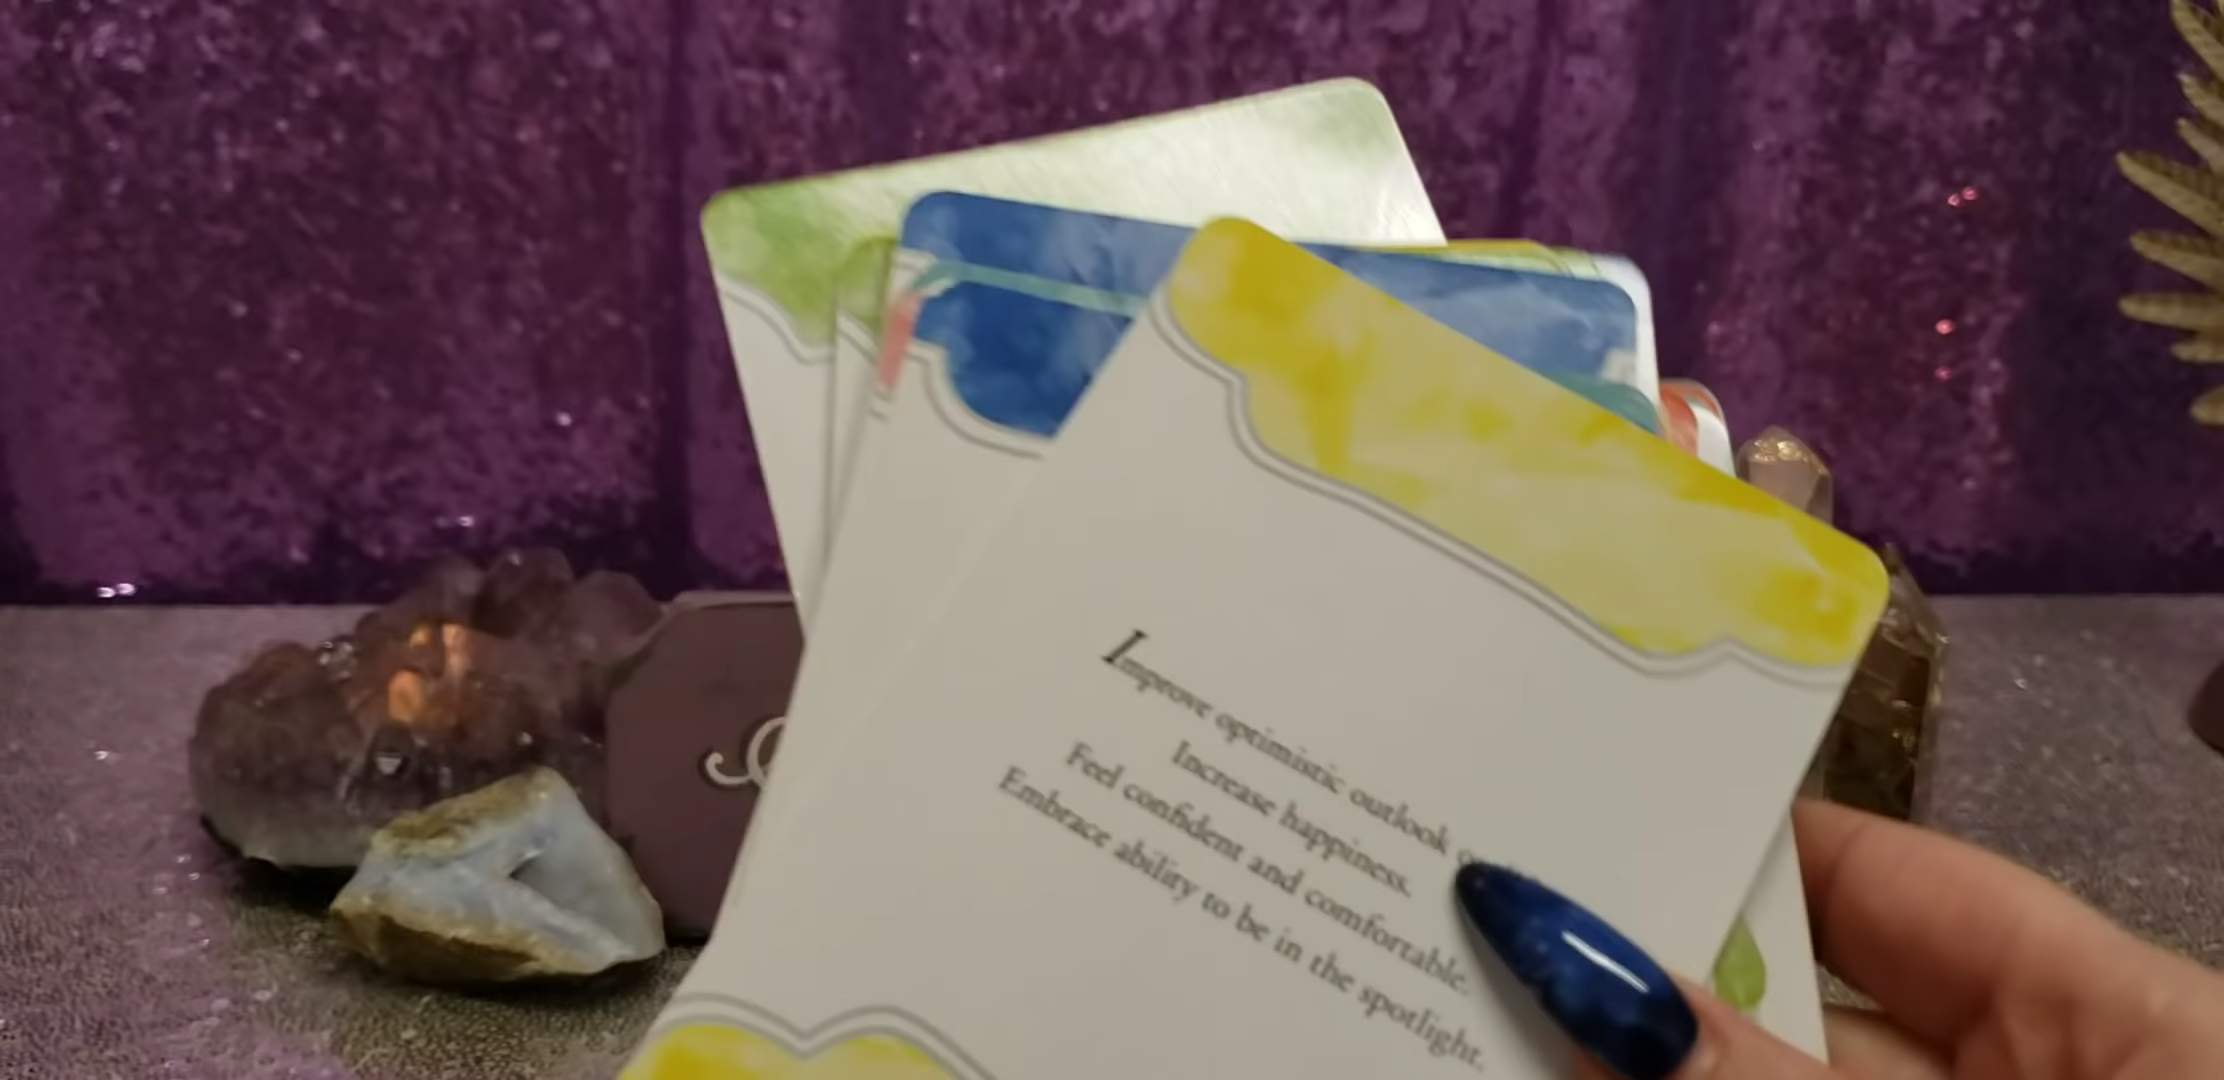 Improve optimistic outlook
Increase happiness.
Feel confident and comfortable.
Embrace ability to be in the spotlight.